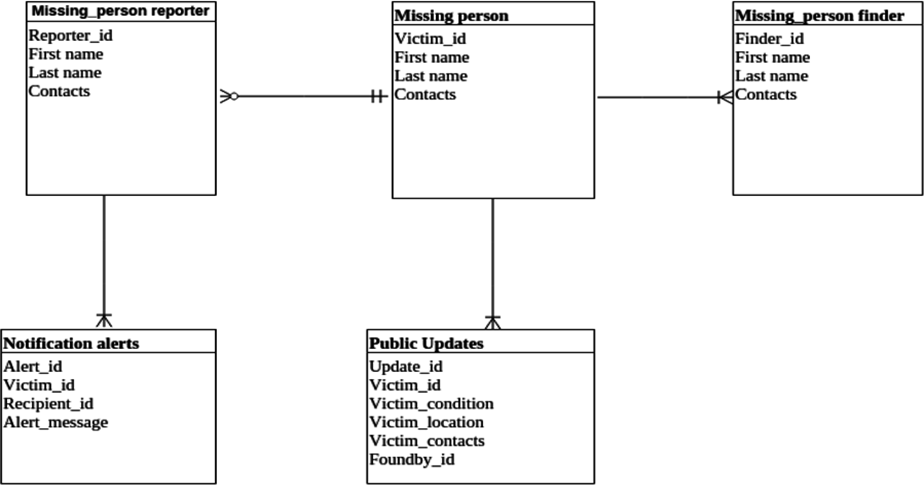 Missing_person reporter
Reporter_id
First name
Last name
Contacts
Missing person
Victim_id
First name
Last name
Contacts
Missing_person finder
Finder_id
First name
Last name
Contacts
Notification alerts
Alert_id
Victim_id
Recipient_id
Alert_message
Public Updates
Update_id
Victim_id
Victim_condition
Victim_location
Victim_contacts
Foundby_id